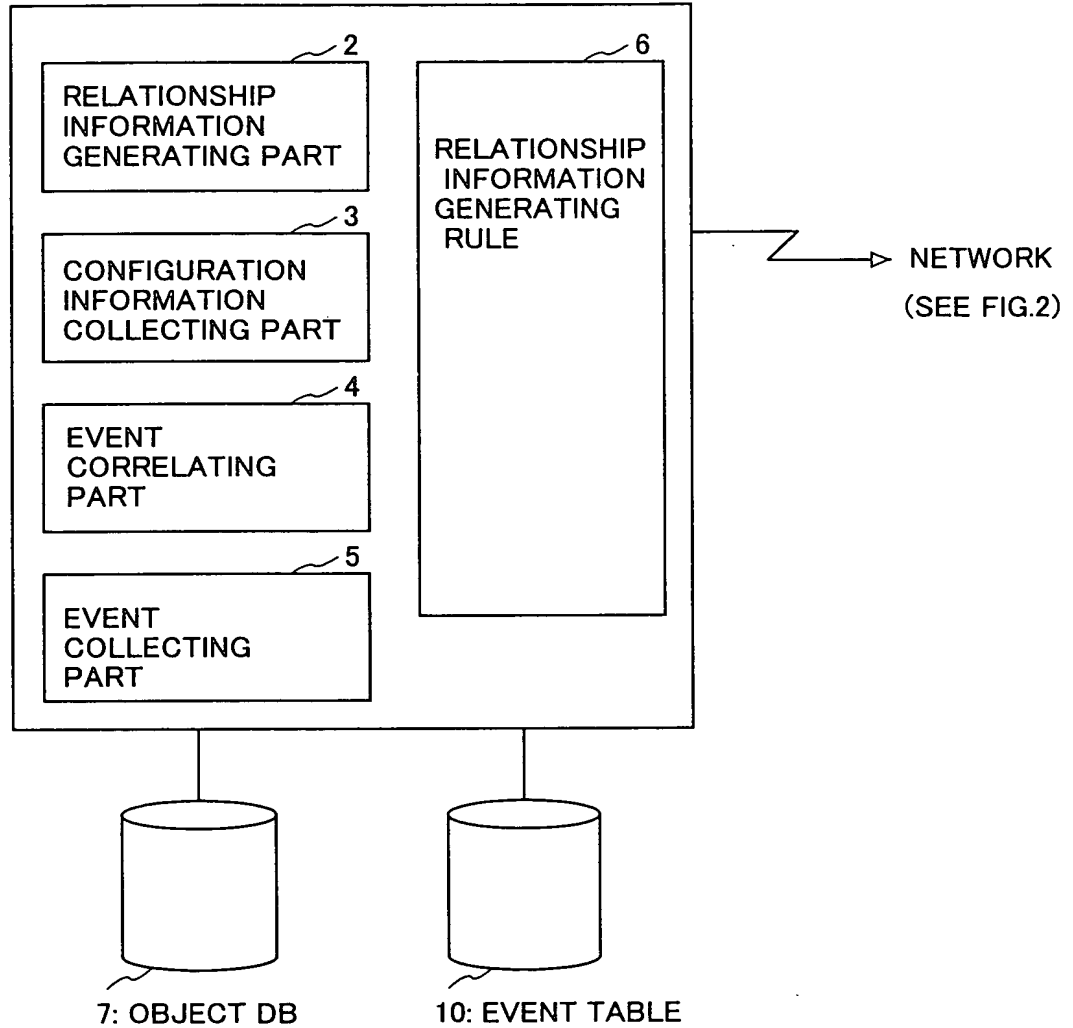 2
RELATIONSHIP
INFORMATION
GENERATING PART
3
CONFIGURATION
INFORMATION
COLLECTING PART
4
EVENT
CORRELATING
PART
5
EVENT
COLLECTING
PART
6
RELATIONSHIP
INFORMATION
GENERATING
RULE
NETWORK
(SEE FIG.2)
7: OBJECT DB
10: EVENT TABLE